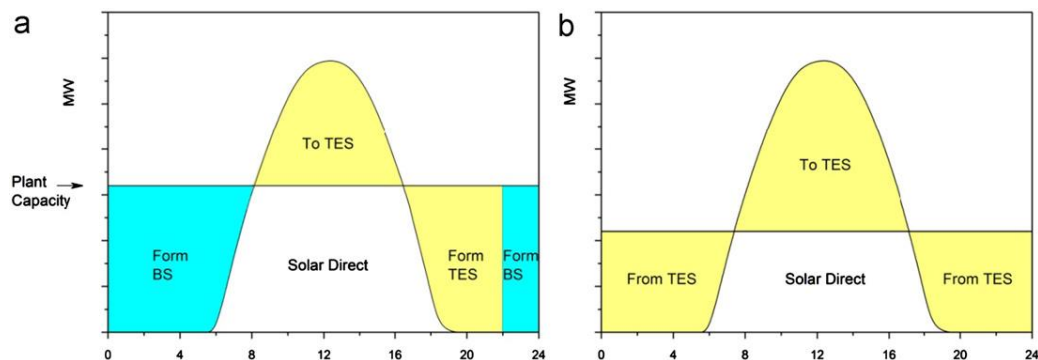 a
MW
To TES
Plant
Capacity
Form
BS
Solar Direct
Form
TES
Form
BS
0 4 8 12 16 20 24
b
MW
To TES
From TES
Solar Direct
From TES
0 4 8 12 16 20 24